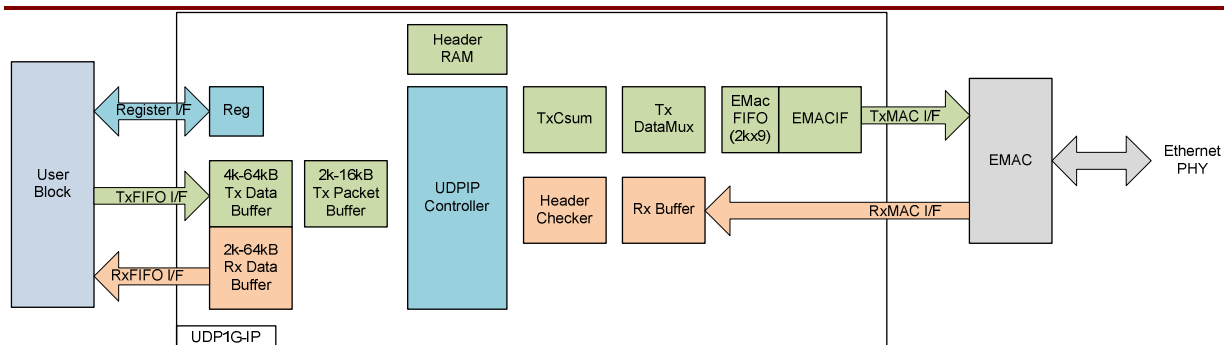 Header
RAM
User
Block
Register I/F
Reg
TxFIFO I/F
4k-64kB
Tx Data
Buffer
2k-16kB
Tx Packet
Buffer
RxFIFO I/F
2k-64kB
Rx Data
Buffer
UDPIP
Controller
TxCsum
Tx
DataMux
EMac
FIFO
(2kx9)
EMACIF
TxMAC I/F
Header
Checker
Rx Buffer
RxMAC I/F
EMAC
Ethernet
PHY
UDP1G-IP